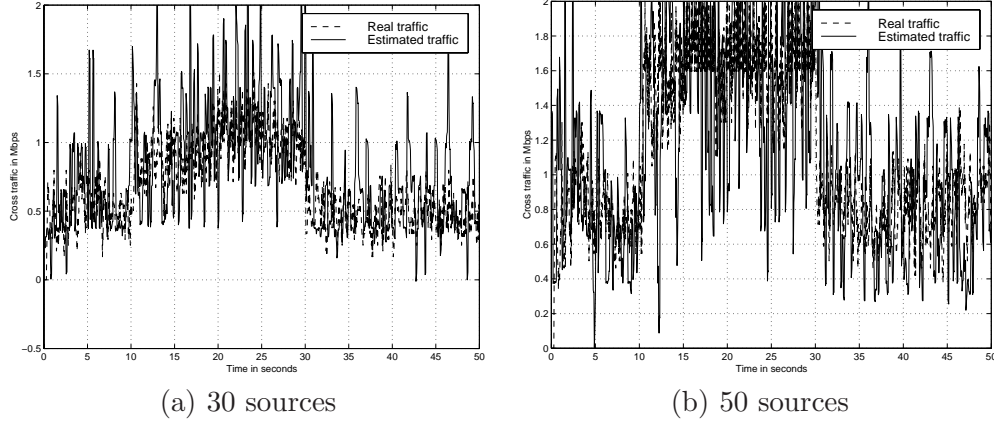 2
1.5
1
0.5
0
−0.5
Cross traffic in Mbps
Real traffic
Estimated traffic
0 5 10 15 20 25 30 35 40 45 50
Time in seconds
(a) 30 sources
2
1.8
1.6
1.4
1.2
1
0.8
0.6
0.4
0.2
0
Cross traffic in Mbps
Real traffic
Estimated traffic
0 5 10 15 20 25 30 35 40 45 50
Time in seconds
(b) 50 sources